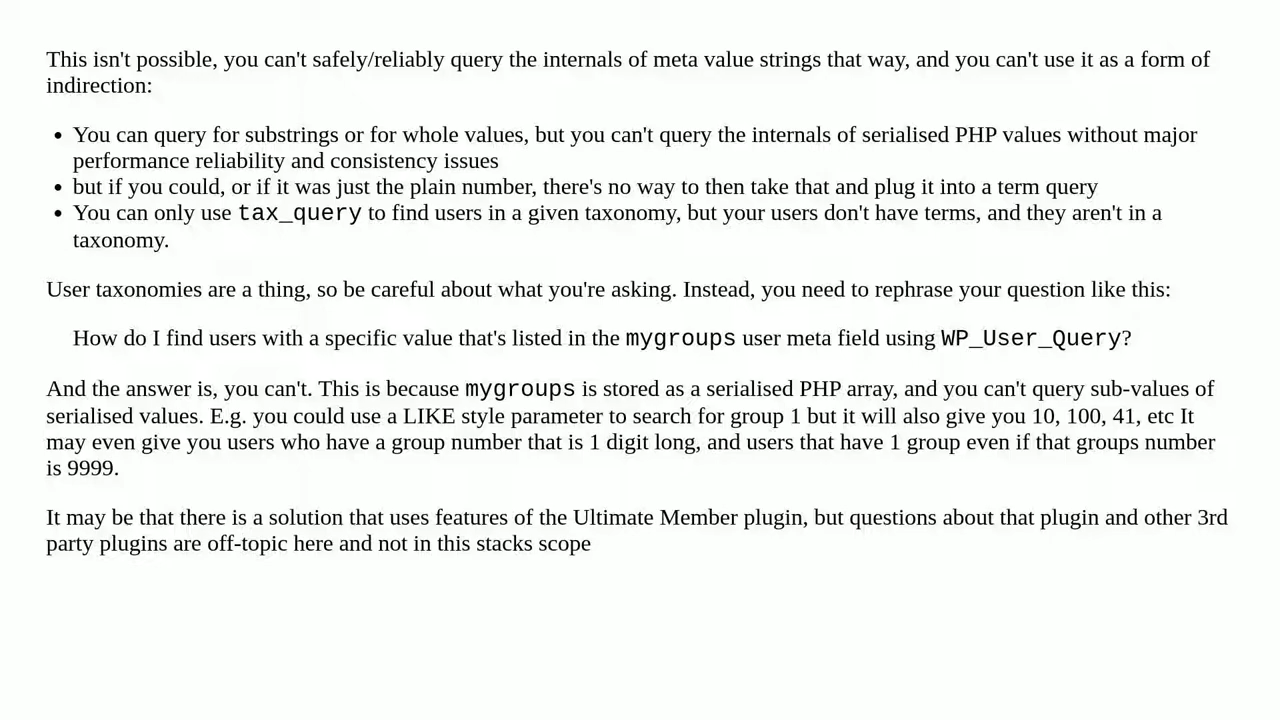 This isn't possible, you can't safely/reliably query the internals of meta value strings that way, and you can't use it as a form of
indirection:
• You can query for substrings or for whole values, but you can't query the internals of serialised PHP values without major
performance reliability and consistency issues
• but if you could, or if it was just the plain number, there's no way to then take that and plug it into a term query
• You can only use tax_query to find users in a given taxonomy, but your users don't have terms, and they aren't in a
taxonomy.
User taxonomies are a thing, so be careful about what you're asking. Instead, you need to rephrase your question like this:
How do I find users with a specific value that's listed in the mygroups user meta field using WP_User_Query?
And the answer is, you can't. This is because mygroups is stored as a serialised PHP array, and you can't query sub-values of
serialised values. E.g. you could use a LIKE style parameter to search for group 1 but it will also give you 10, 100, 41, etc It
may even give you users who have a group number that is 1 digit long, and users that have 1 group even if that groups number
is 9999.
It may be that there is a solution that uses features of the Ultimate Member plugin, but questions about that plugin and other 3rd
party plugins are off-topic here and not in this stacks scope